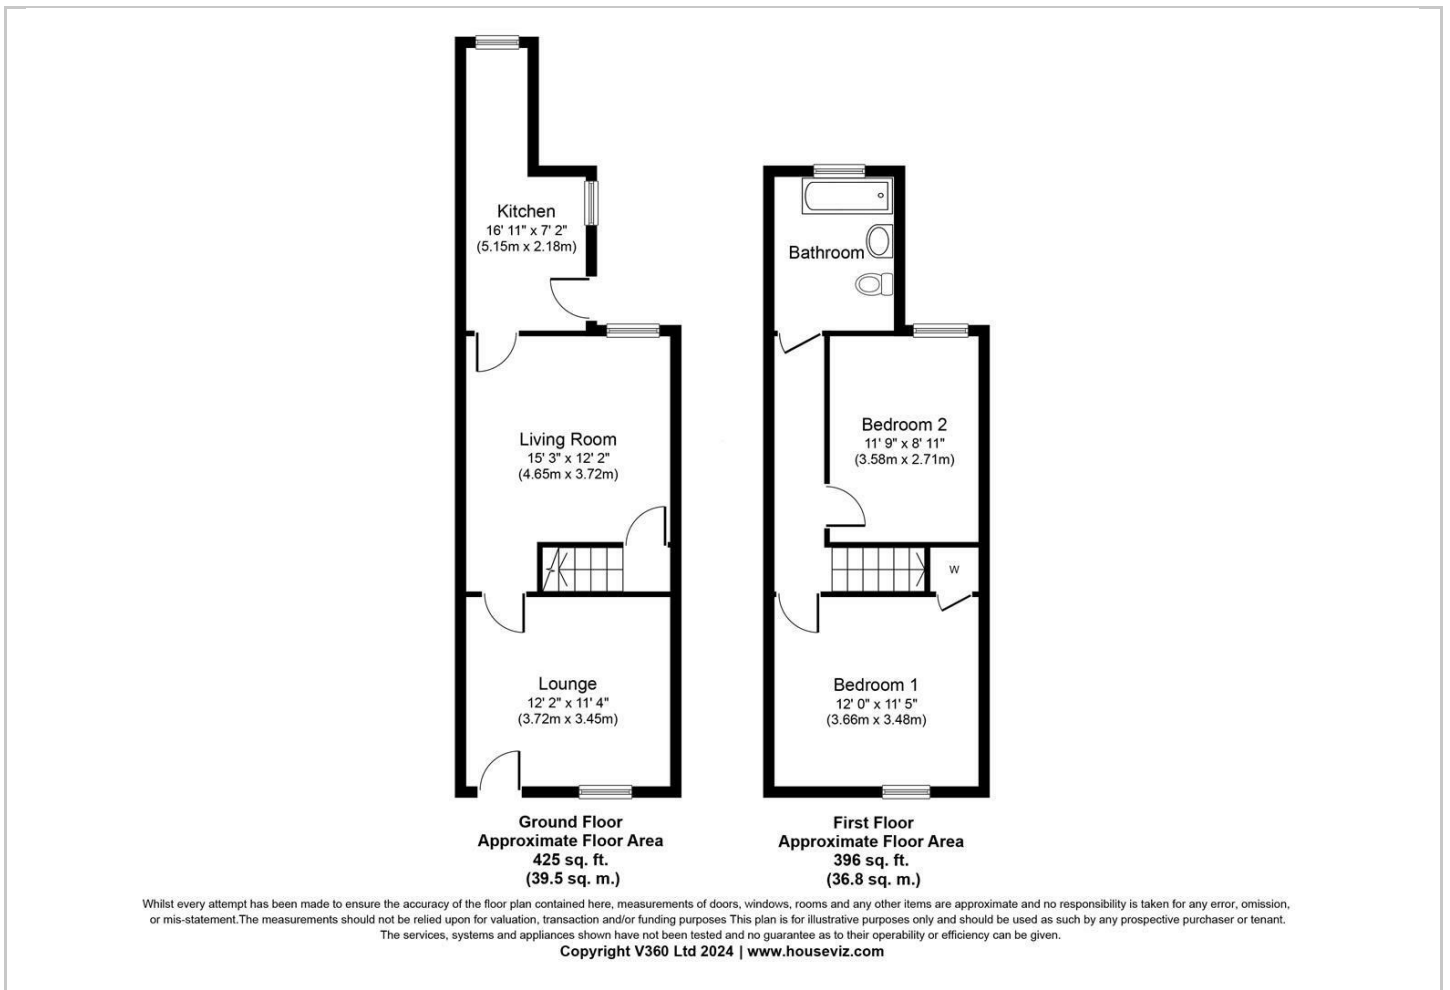 Kitchen
16' 11" x 7' 2"
(5.15m x 2.18m)
Living Room
15' 3" x 12' 2"
(4.65m x 3.72m)
Lounge
12' 2" x 11' 4"
(3.72m x 3.45m)
Ground Floor
Approximate Floor Area
425 sq. ft.
(39.5 sq. m.)
Bathroom
Bedroom 2
11' 9" x 8' 11"
(3.58m x 2.71m)
W
Bedroom 1
12' 0" x 11' 5"
(3.66m x 3.48m)
First Floor
Approximate Floor Area
396 sq. ft.
(36.8 sq. m.)
Whilst every attempt has been made to ensure the accuracy of the floor plan contained here, measurements of doors, windows, rooms and any other items are approximate and no responsibility is taken for any error, omission,
or mis-statement.The measurements should not be relied upon for valuation, transaction and/or funding purposes This plan is for illustrative purposes only and should be used as such by any prospective purchaser or tenant.
The services, systems and appliances shown have not been tested and no guarantee as to their operability or efficiency can be given.
Copyright V360 Ltd 2024 | www.houseviz.com